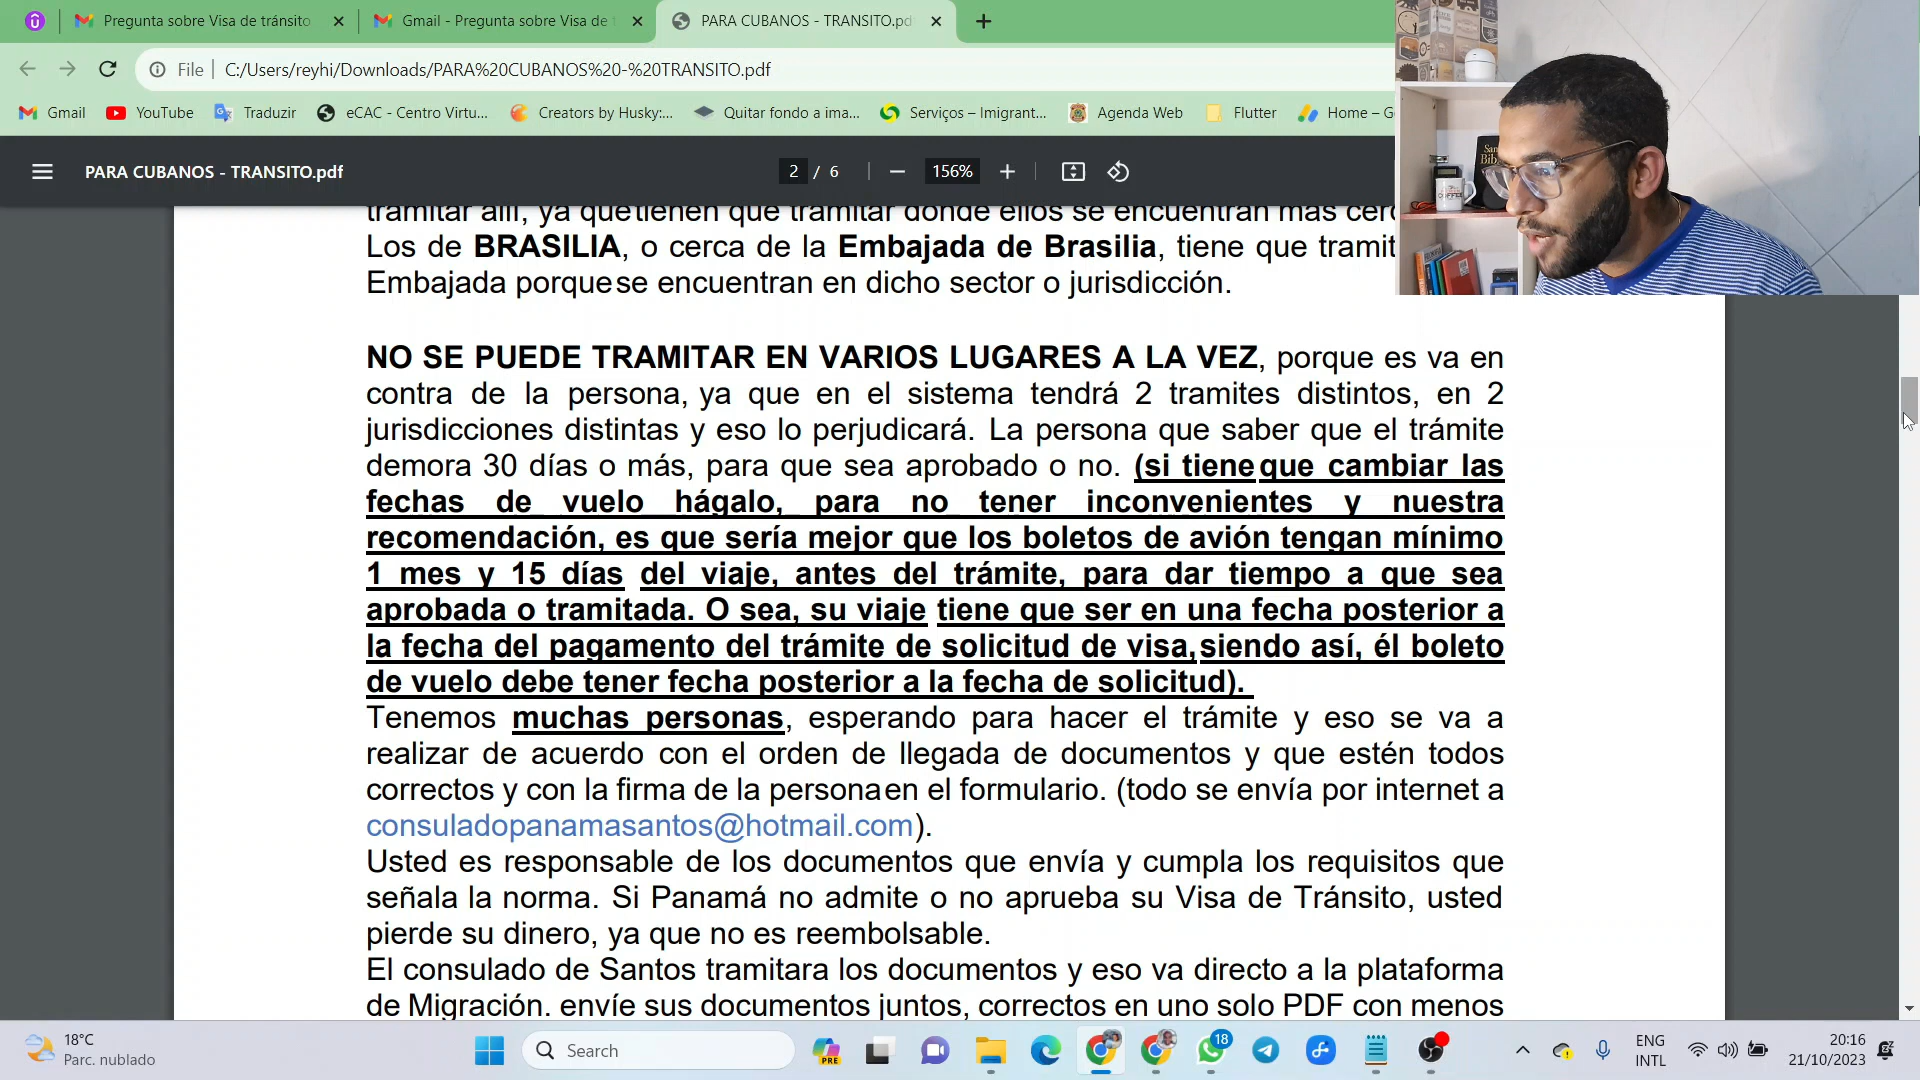 Pregunta sobre Visa de tránsito
Gmail - Pregunta sobre Visa de
PARA CUBANOS - TRANSITO.pd
File
C:/Users/reyhi/Downloads/PARA%20CUBANOS%20-%20TRANSITO.pdf
Gmail
YouTube
Traduzir
eCAC - Centro Virtu...
Creators by Husky:...
Quitar fondo a ima...
Serviços – Imigrant...
Agenda Web
Flutter
Home – G
PARA CUBANOS - TRANSITO.pdf
2 / 6
156%
tramitar allí, ya que tienen que tramitar donde ellos se encuentran más cerc
Los de BRASILIA, o cerca de la Embajada de Brasilia, tiene que tramit
Embajada porque se encuentran en dicho sector o jurisdicción.
NO SE PUEDE TRAMITAR EN VARIOS LUGARES A LA VEZ, porque es va en
contra de la persona, ya que en el sistema tendrá 2 tramites distintos, en 2
jurisdicciones distintas y eso lo perjudicará. La persona que saber que el trámite
demora 30 días o más, para que sea aprobado o no. (si tiene que cambiar las
fechas de vuelo hágalo, para no tener inconvenientes y nuestra
recomendación, es que sería mejor que los boletos de avión tengan mínimo
1 mes y 15 días del viaje, antes del trámite, para dar tiempo a que sea
aprobada o tramitada. O sea, su viaje tiene que ser en una fecha posterior a
la fecha del pagamento del trámite de solicitud de visa, siendo así, él boleto
de vuelo debe tener fecha posterior a la fecha de solicitud).
Tenemos muchas personas, esperando para hacer el trámite y eso se va a
realizar de acuerdo con el orden de llegada de documentos y que estén todos
correctos y con la firma de la persona en el formulario. (todo se envía por internet a
consuladopanamasantos@hotmail.com).
Usted es responsable de los documentos que envía y cumpla los requisitos que
señala la norma. Si Panamá no admite o no aprueba su Visa de Tránsito, usted
pierde su dinero, ya que no es reembolsable.
El consulado de Santos tramitara los documentos y eso va directo a la plataforma
de Migración. envíe sus documentos juntos, correctos en uno solo PDF con menos
18°C
Parc. nublado
Search
PRE
18
ENG
INTL
20:16
21/10/2023